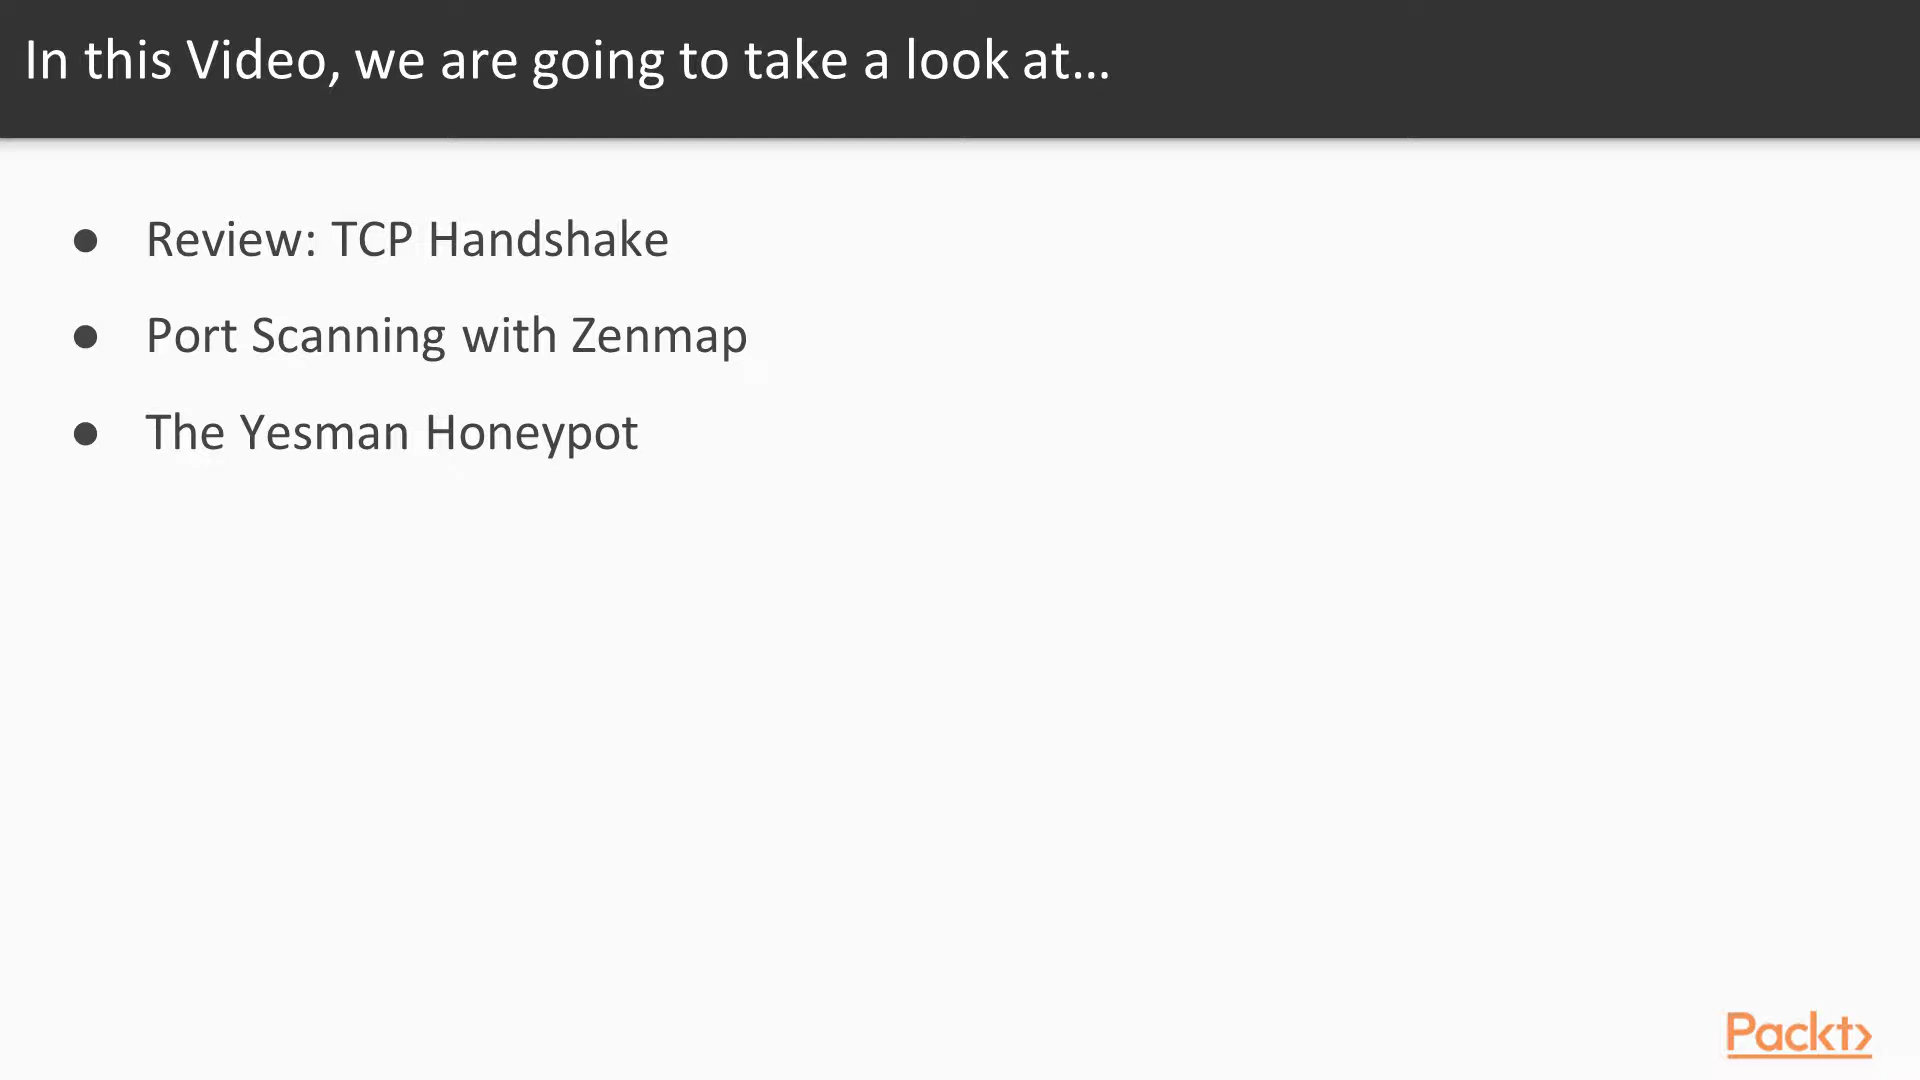 In this Video, we are going to take a look at...
● Review: TCP Handshake
● Port Scanning with Zenmap
● The Yesman Honeypot
Packt>